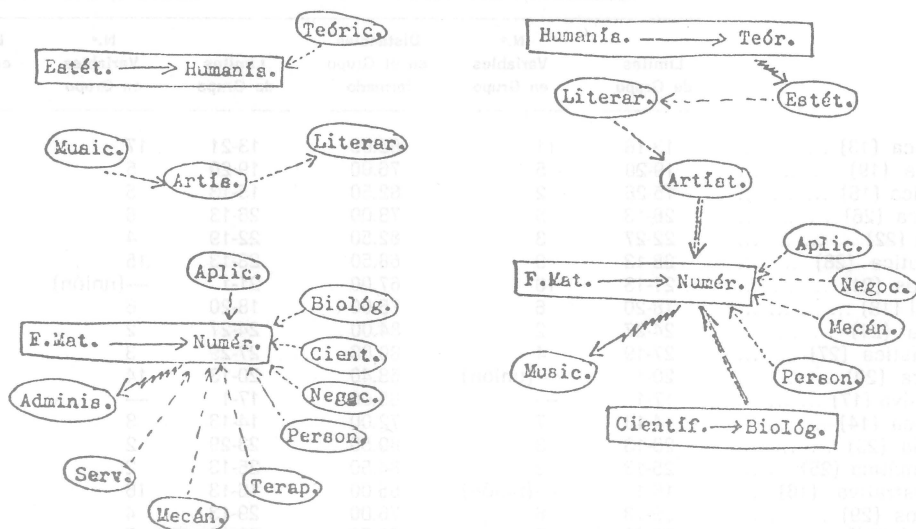 Teóric.
Estét. → Humanís.
Literar.
Music.
Artís.
Aplic.
Biológ.
F.Mat. → Numér.
Cient.
Adminis.
Negoc.
Person.
Serv.
Terap.
Mecán.
Humanís. → Teór.
Literar.
Estét.
Artíst.
Aplic.
F.Mat. → Numér.
Negoc.
Mecán.
Music.
Person.
Científ. → Biológ.